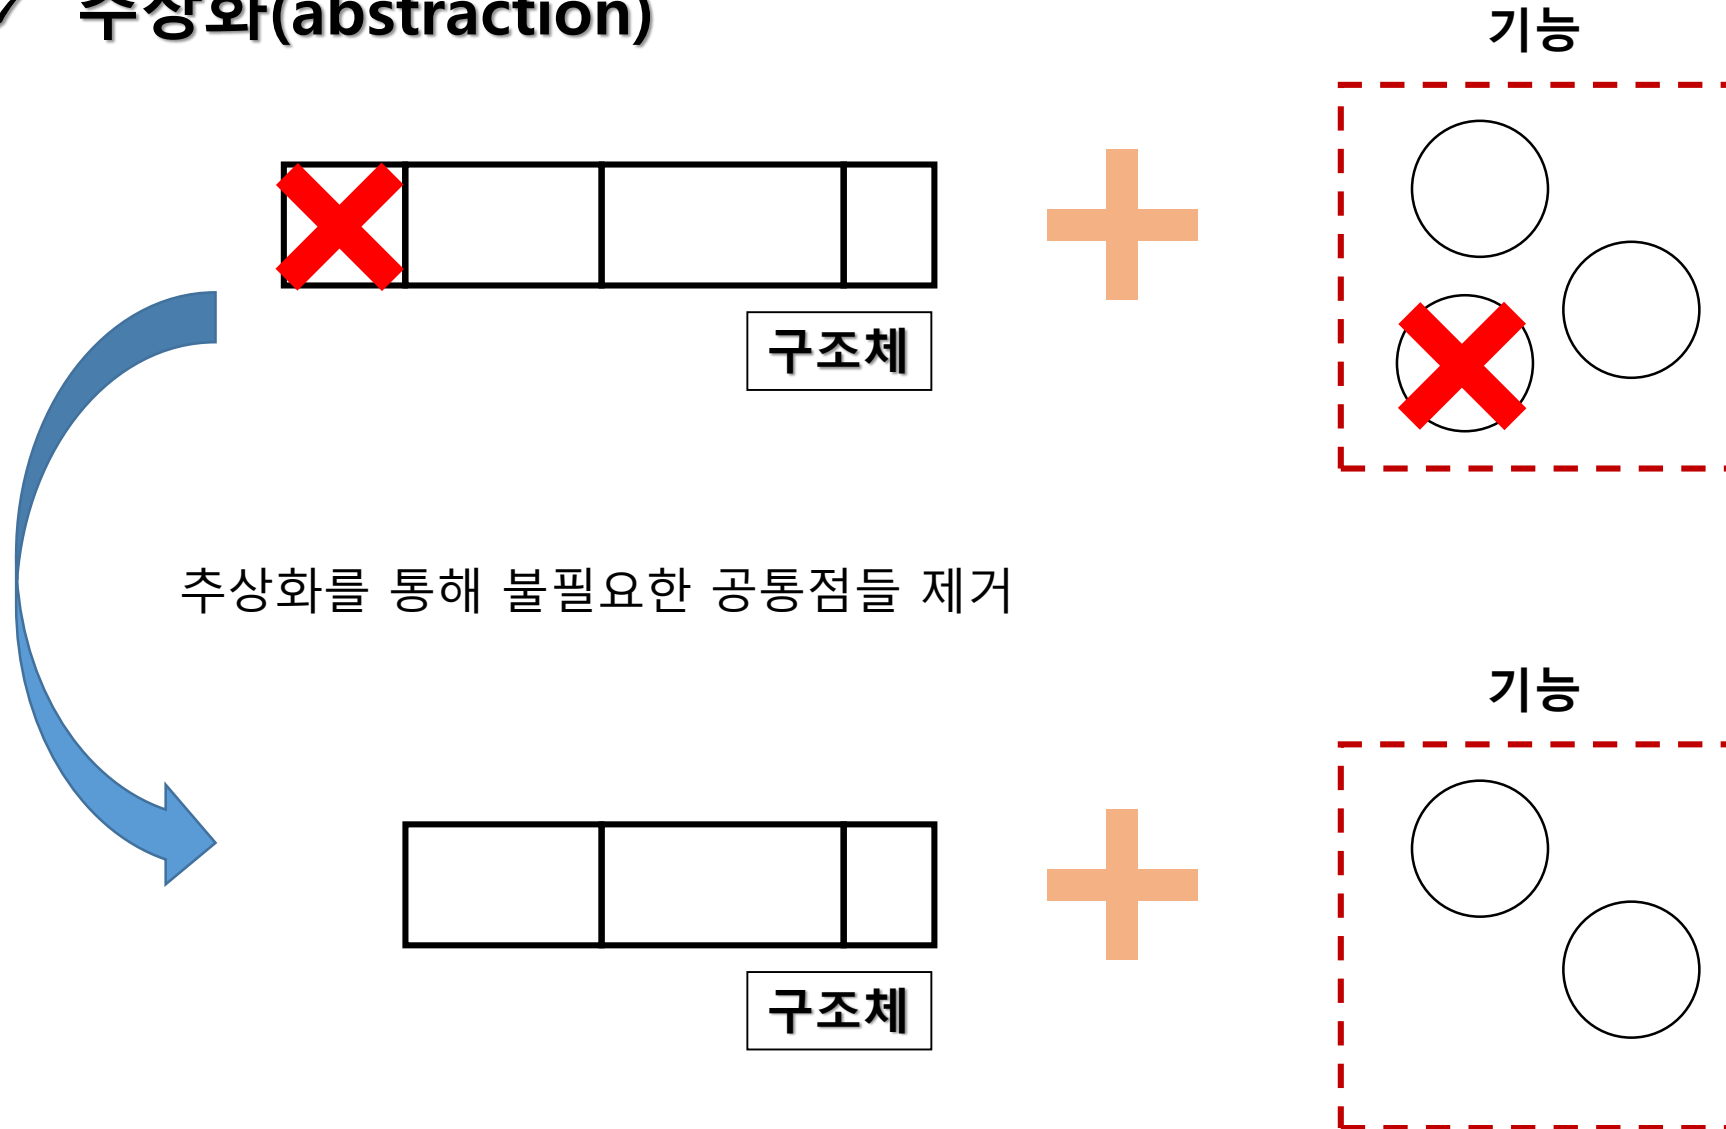 ✓ 추상화(abstraction)
기능
구조체
추상화를 통해 불필요한 공통점들 제거
기능
구조체